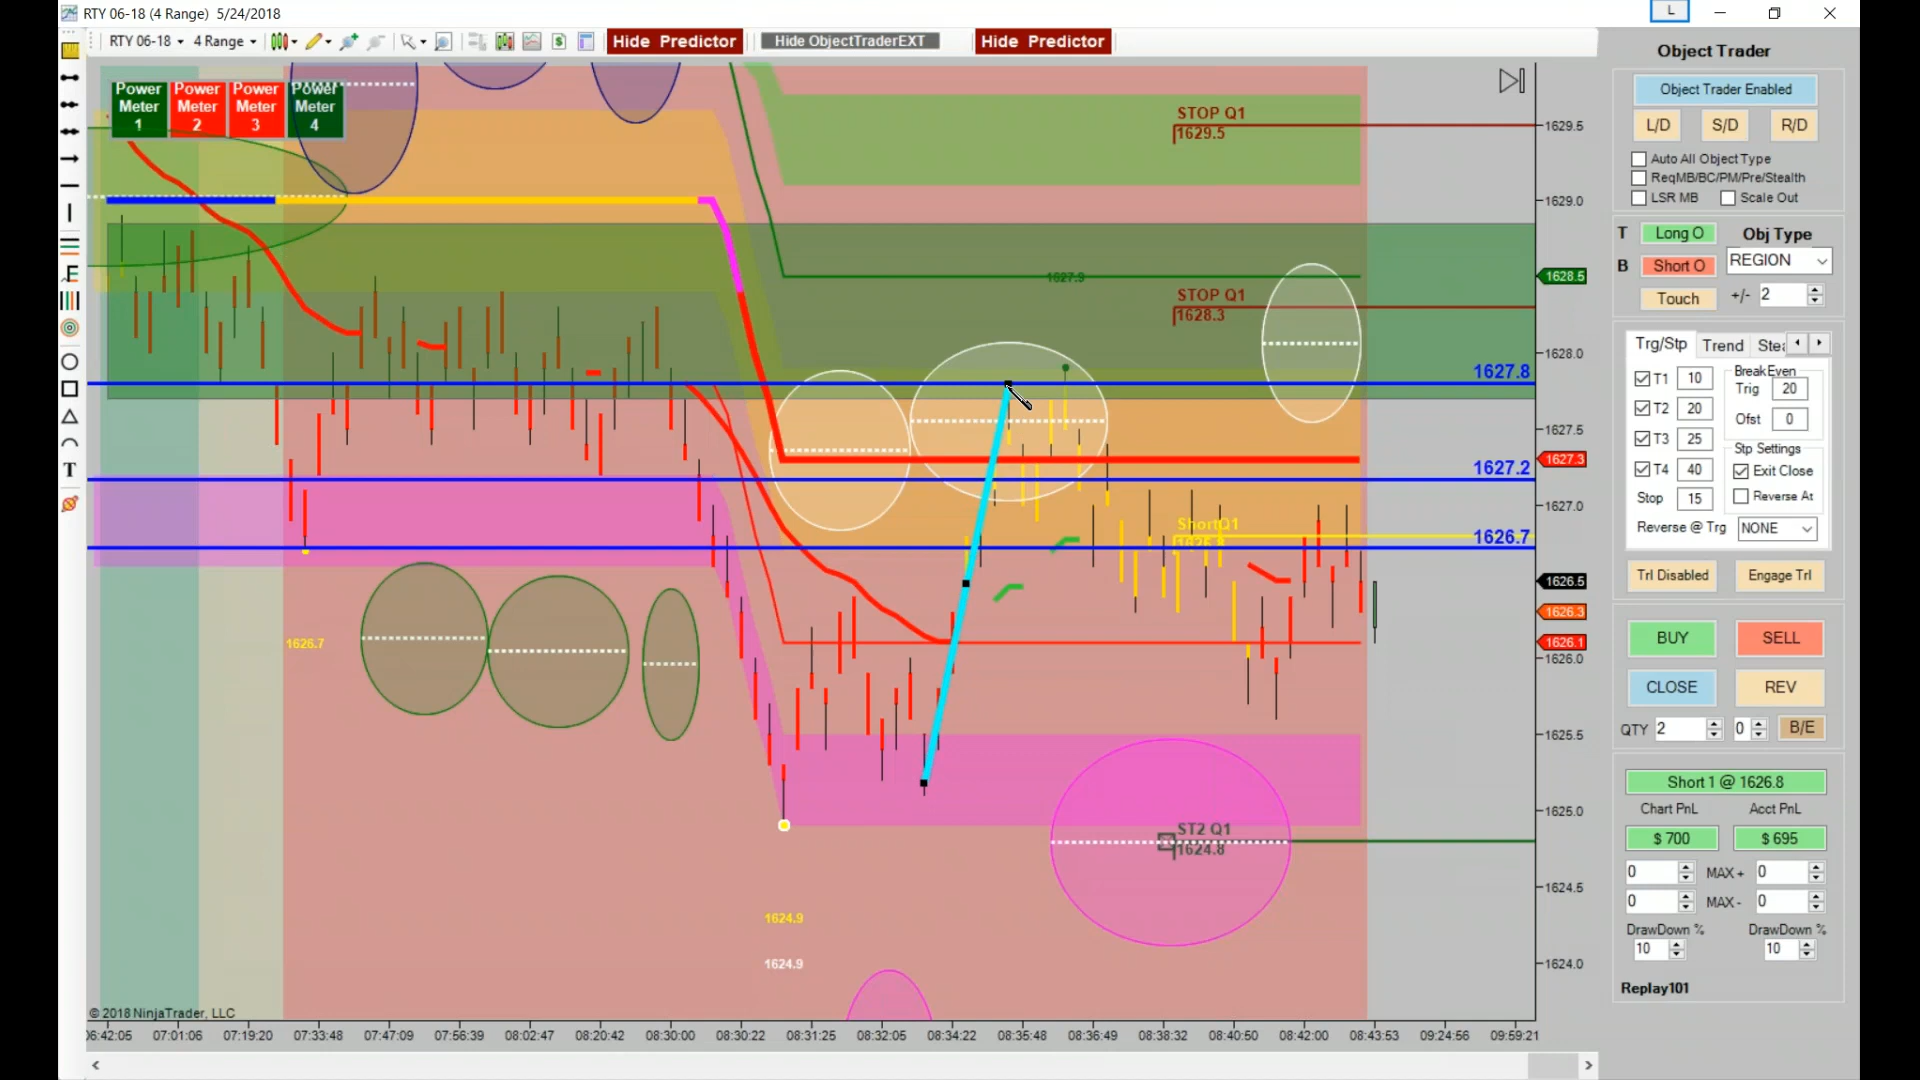 RTY 06-18 (4 Range)  5/24/2018
L
RTY 06-18
4 Range
Hide Predictor
Hide ObjectTraderEXT
Hide Predictor
Power Meter 1
Power Meter 2
Power Meter 3
Power Meter 4
STOP Q1
1629.5
1627.9
STOP Q1
1628.3
1627.8
1627.2
ShortQ1
1626.8
1626.7
1626.7
ST2 Q1
1624.8
1624.9
1624.9
1629.5
1629.0
1628.5
1628.0
1627.5
1627.3
1627.0
1626.5
1626.3
1626.1
1626.0
1625.5
1625.0
1624.5
1624.0
© 2018 NinjaTrader, LLC
06:42:05 07:01:06 07:19:20 07:33:48 07:47:09 07:56:39 08:02:47 08:20:42 08:30:00 08:30:22 08:31:25 08:32:05 08:34:22 08:35:48 08:36:49 08:38:32 08:40:50 08:42:00 08:43:53 09:24:56 09:59:21
Object Trader
Object Trader Enabled
L/D S/D R/D
Auto All Object Type
ReqMB/BC/PM/Pre/Stealth
LSR MB Scale Out
T Long O Obj Type
B Short O REGION
Touch +/- 2
Trg/Stp Trend
T1 10
T2 20
T3 25
T4 40
Stop 15
BreakEven
Trig 20
Ofst 0
Stp Settings
Exit Close
Reverse At
Reverse @ Trg NONE
Trl Disabled Engage Trl
BUY SELL
CLOSE REV
QTY 2 0 B/E
Short 1 @ 1626.8
Chart PnL Acct PnL
$ 700 $ 695
0 MAX + 0
0 MAX - 0
DrawDown % DrawDown %
10 10
Replay101